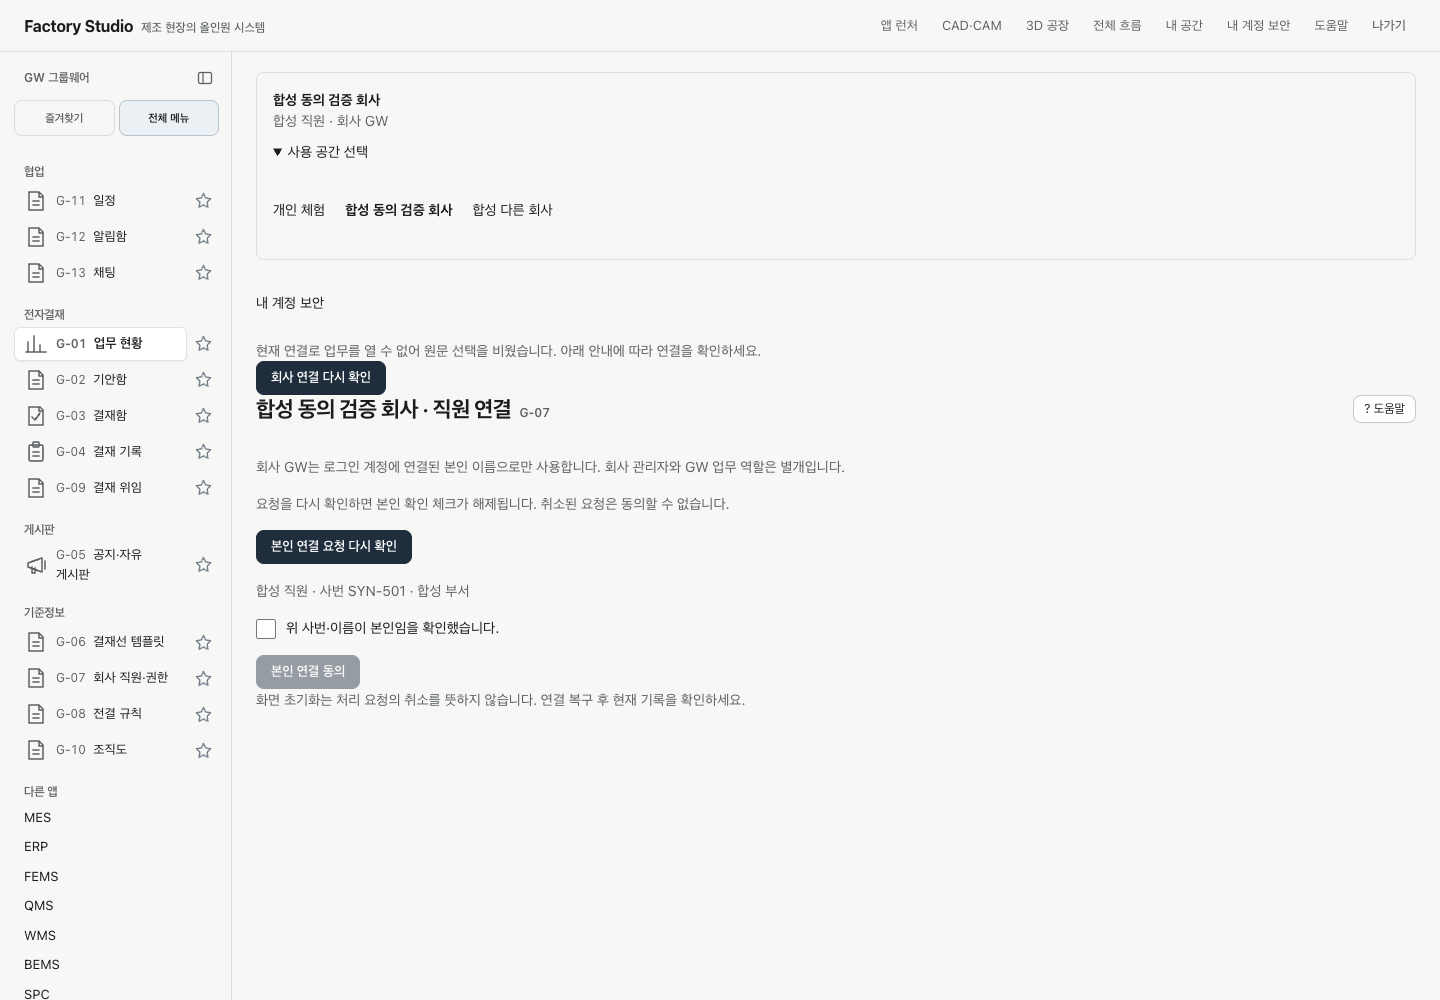 Factory Studio 제조 현장의 올인원 시스템
앱 런처 CAD·CAM 3D 공장 전체 흐름 내 공간 내 계정 보안 도움말 나가기
GW 그룹웨어
즐겨찾기 전체 메뉴
협업
G-11 일정
G-12 알림함
G-13 채팅
전자결재
G-01 업무 현황
G-02 기안함
G-03 결재함
G-04 결재 기록
G-09 결재 위임
게시판
G-05 공지·자유
게시판
기준정보
G-06 결재선 템플릿
G-07 회사 직원·권한
G-08 전결 규칙
G-10 조직도
다른 앱
MES
ERP
FEMS
QMS
WMS
BEMS
SPC
합성 동의 검증 회사
합성 직원 · 회사 GW
▼ 사용 공간 선택
개인 체험 합성 동의 검증 회사 합성 다른 회사
내 계정 보안
현재 연결로 업무를 열 수 없어 원문 선택을 비웠습니다. 아래 안내에 따라 연결을 확인하세요.
회사 연결 다시 확인
합성 동의 검증 회사 · 직원 연결 G-07
? 도움말
회사 GW는 로그인 계정에 연결된 본인 이름으로만 사용합니다. 회사 관리자와 GW 업무 역할은 별개입니다.
요청을 다시 확인하면 본인 확인 체크가 해제됩니다. 취소된 요청은 동의할 수 없습니다.
본인 연결 요청 다시 확인
합성 직원 · 사번 SYN-501 · 합성 부서
위 사번·이름이 본인임을 확인했습니다.
본인 연결 동의
화면 초기화는 처리 요청의 취소를 뜻하지 않습니다. 연결 복구 후 현재 기록을 확인하세요.